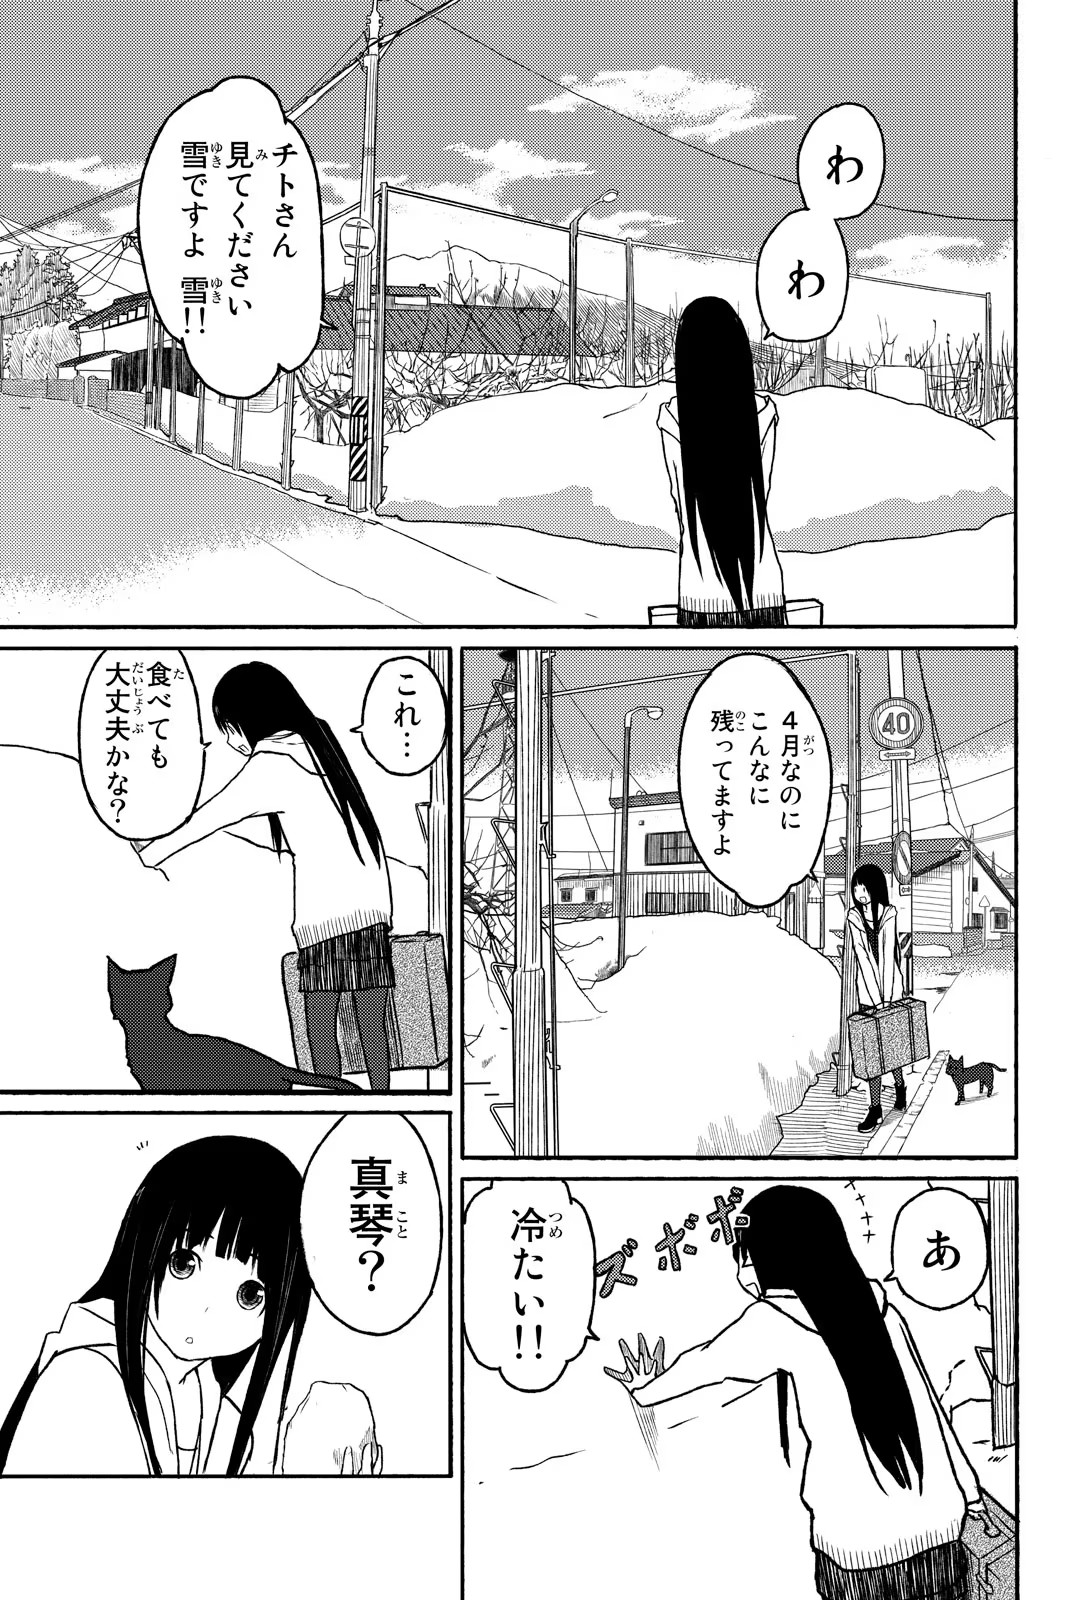 わ
わ
チトさん
見てください
雪ですよ 雪!!
4月なのに
こんなに
残ってますよ
40
あ
ズボボボ
冷たい!!
これ…
食べても
大丈夫かな?
真琴?